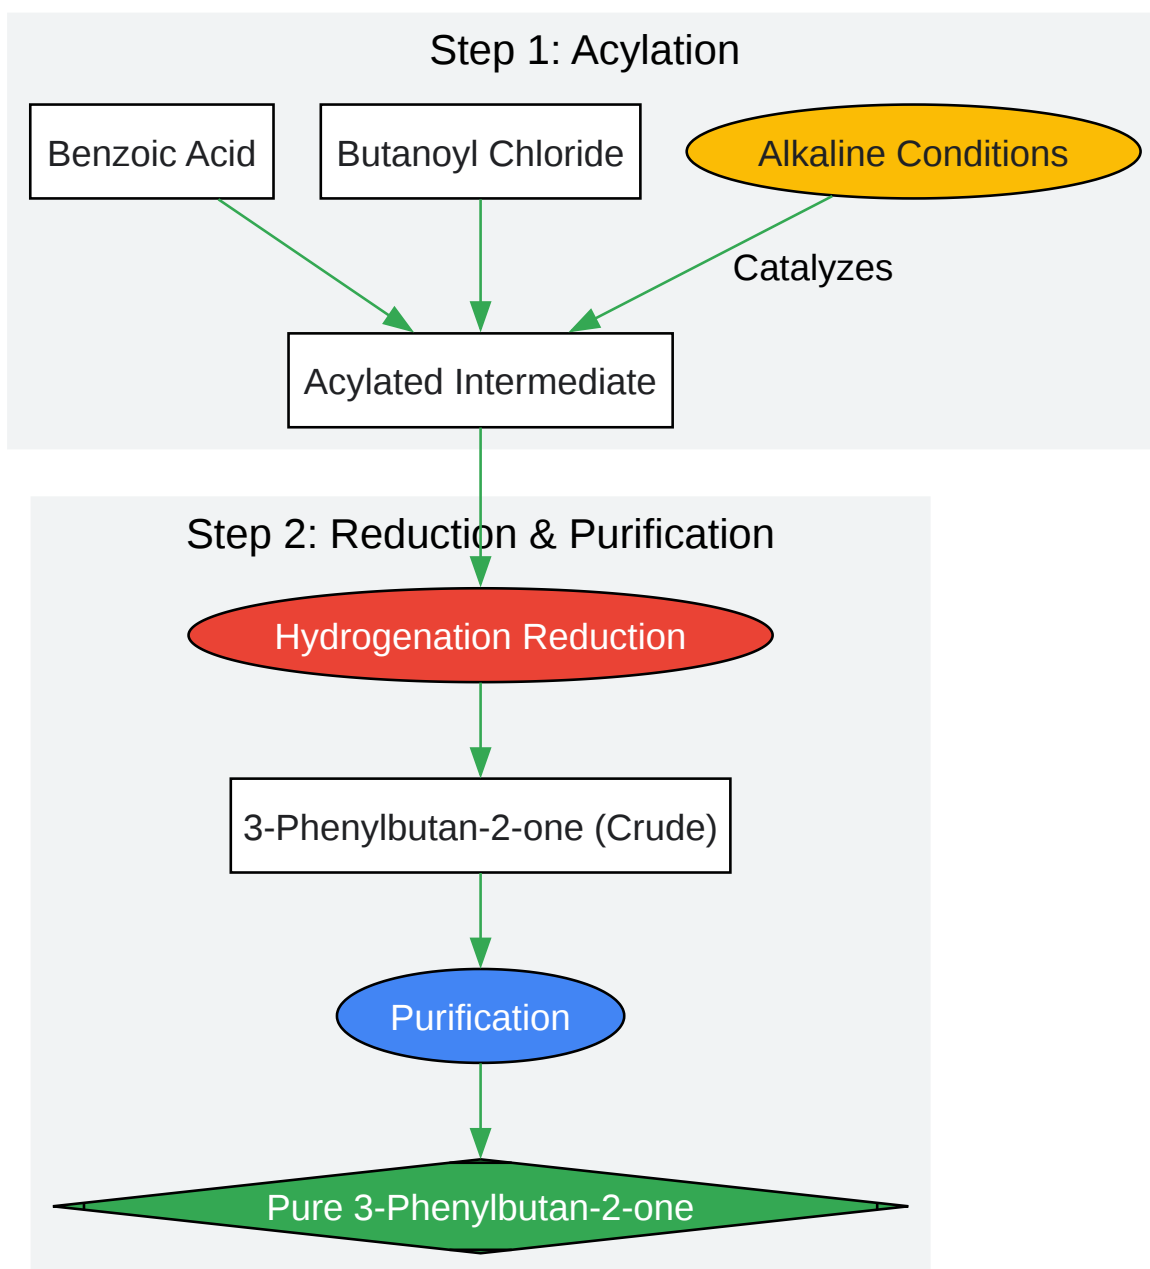 Step 1: Acylation
Benzoic Acid
Butanoyl Chloride
Alkaline Conditions
Catalyzes
Acylated Intermediate
Step 2: Reduction & Purification
Hydrogenation Reduction
3-Phenylbutan-2-one (Crude)
Purification
Pure 3-Phenylbutan-2-one